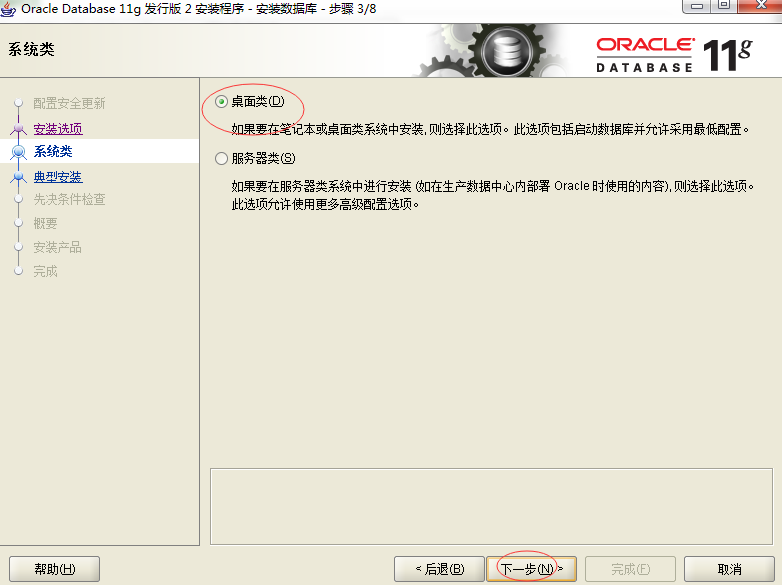 Oracle Database 11g 发行版 2 安装程序 - 安装数据库 - 步骤 3/8
系统类
ORACLE
DATABASE 11g
配置安全更新
安装选项
系统类
典型安装
先决条件检查
概要
安装产品
完成
桌面类(D)
如果要在笔记本或桌面类系统中安装,则选择此选项。此选项包括启动数据库并允许采用最低配置。
服务器类(S)
如果要在服务器类系统中进行安装 (如在生产数据中心内部署 Oracle 时使用的内容),则选择此选项。
此选项允许使用更多高级配置选项。
帮助(H)
< 后退(B)
下一步(N) >
完成(F)
取消